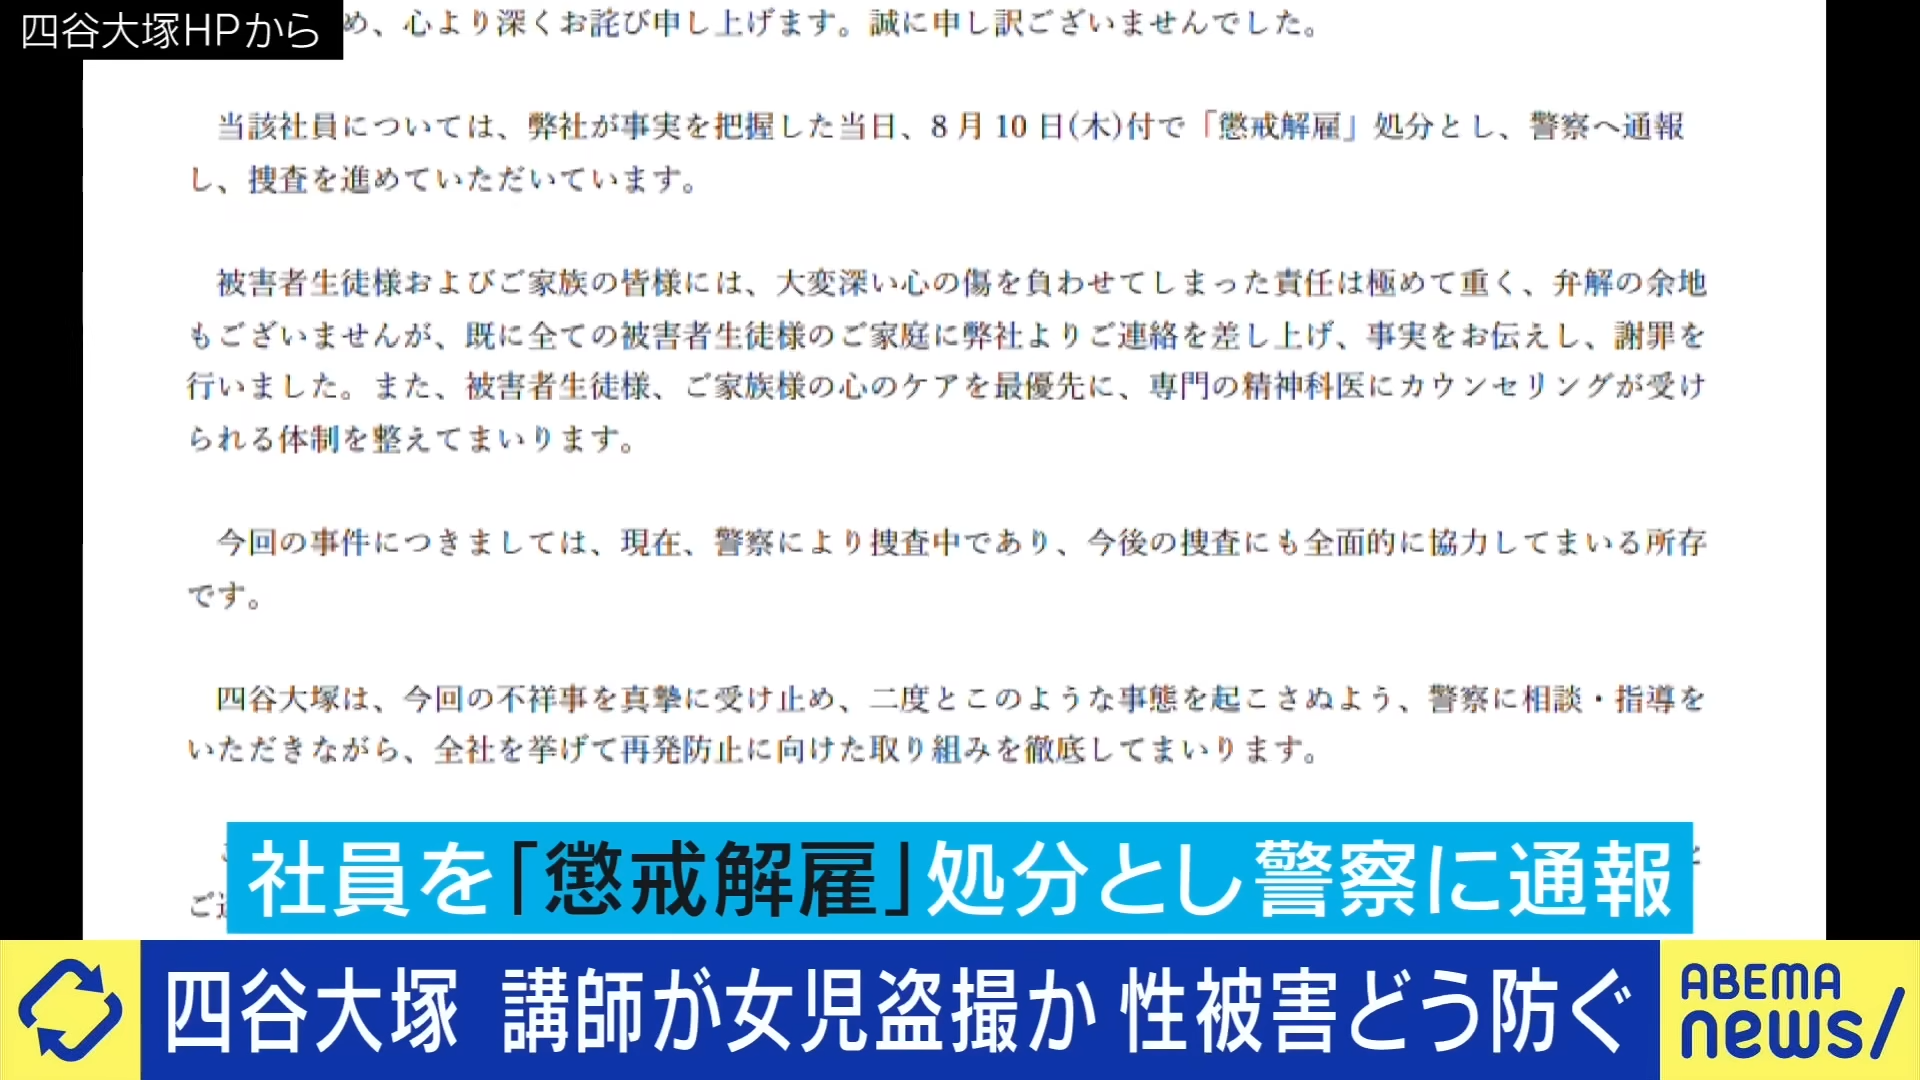 四谷大塚HPから
め、心より深くお詫び申し上げます。誠に申し訳ございませんでした。
当該社員については、弊社が事実を把握した当日、8 月 10 日(木)付で「懲戒解雇」処分とし、警察へ通報
し、捜査を進めていただいています。
被害者生徒様およびご家族の皆様には、大変深い心の傷を負わせてしまった責任は極めて重く、弁解の余地
もございませんが、既に全ての被害者生徒様のご家庭に弊社よりご連絡を差し上げ、事実をお伝えし、謝罪を
行いました。また、被害者生徒様、ご家族様の心のケアを最優先に、専門の精神科医にカウンセリングが受け
られる体制を整えてまいります。
今回の事件につきましては、現在、警察により捜査中であり、今後の捜査にも全面的に協力してまいる所存
です。
四谷大塚は、今回の不祥事を真摯に受け止め、二度とこのような事態を起こさぬよう、警察に相談・指導を
いただきながら、全社を挙げて再発防止に向けた取り組みを徹底してまいります。
社員を「懲戒解雇」処分とし警察に通報
四谷大塚 講師が女児盗撮か 性被害どう防ぐ
ABEMA
news/